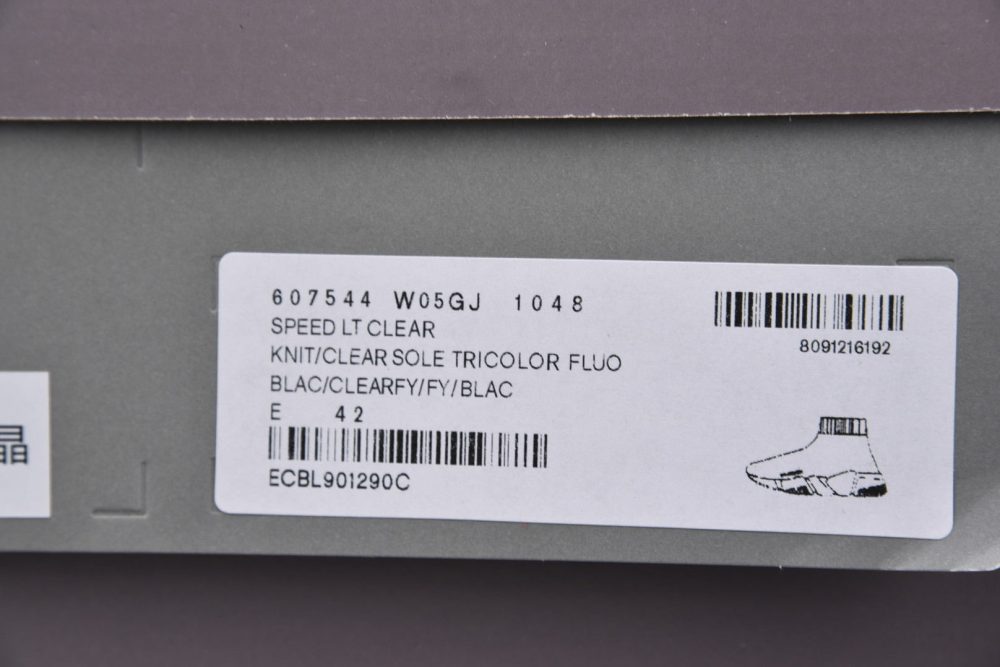 607544 W05GJ 1048
8091216192
SPEED LT CLEAR
KNIT/CLEAR SOLE TRICOLOR FLUO
BLAC/CLEARFY/FY/BLAC
E 42
ECBL901290C
晶